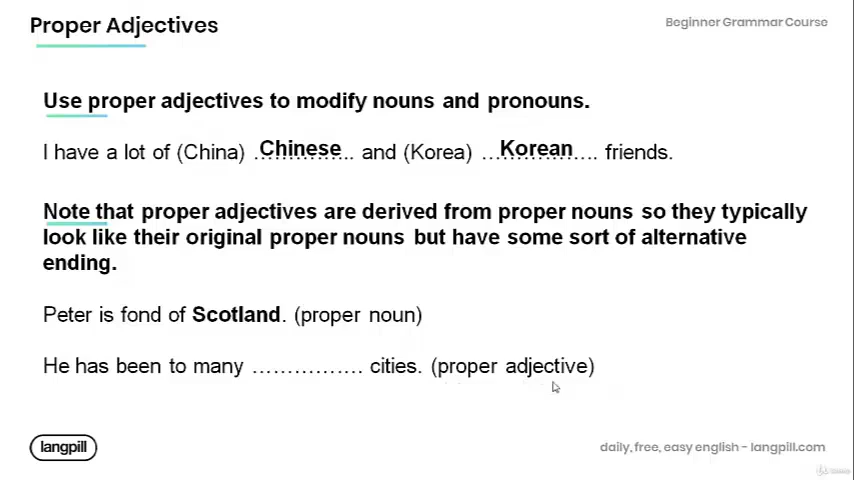 Proper Adjectives
Beginner Grammar Course
Use proper adjectives to modify nouns and pronouns.
I have a lot of (China) ..Chinese.. and (Korea) ...Korean.... friends.
Note that proper adjectives are derived from proper nouns so they typically
look like their original proper nouns but have some sort of alternative
ending.
Peter is fond of Scotland. (proper noun)
He has been to many ................ cities. (proper adjective)
langpill
daily, free, easy english - langpill.com